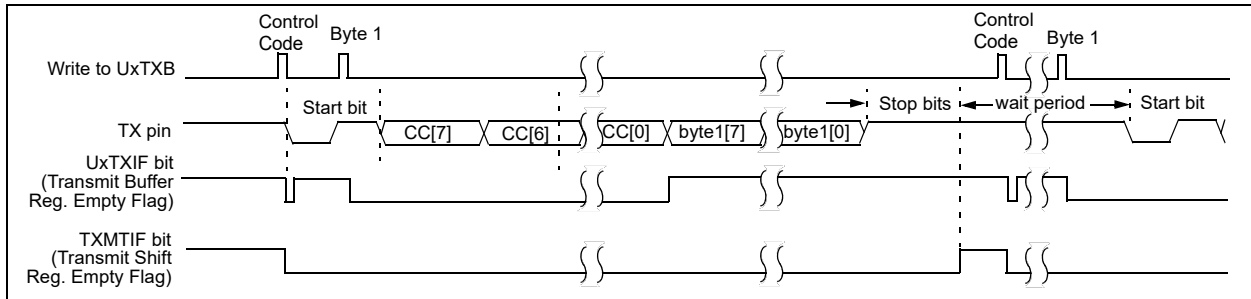 Control
Code
Byte 1
Control
Code
Byte 1
Write to UxTXB
Start bit
Stop bits
wait period
Start bit
TX pin
CC[7]
CC[6]
CC[0]
byte1[7]
byte1[0]
UxTXIF bit
(Transmit Buffer
Reg. Empty Flag)
TXMTIF bit
(Transmit Shift
Reg. Empty Flag)